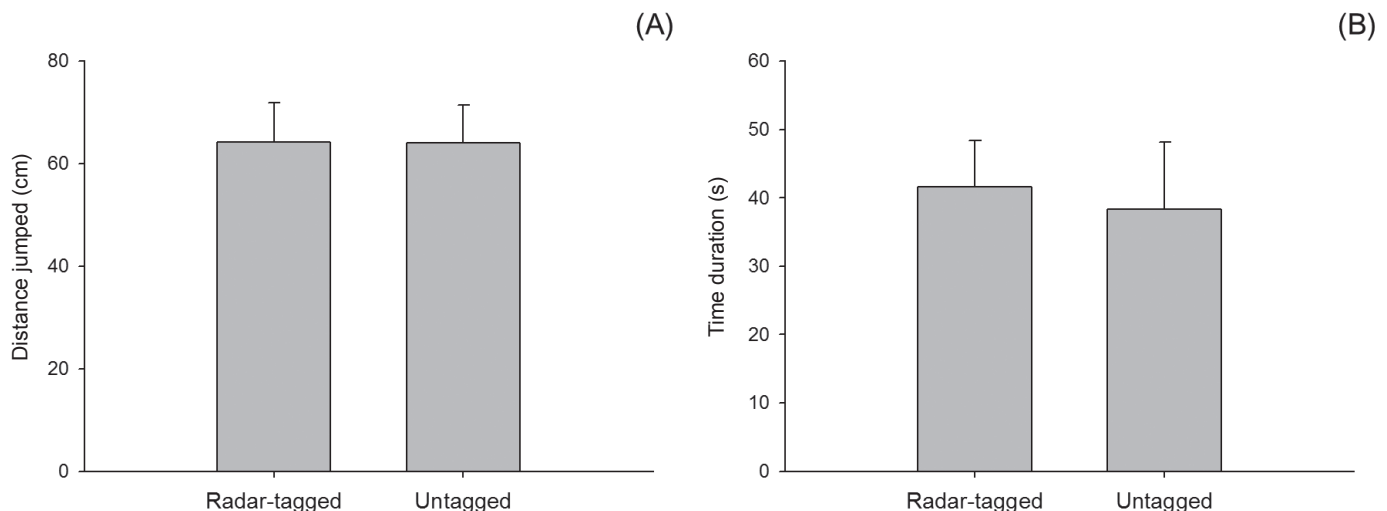 (A)
Distance jumped (cm)
80
60
40
20
0
Radar-tagged
Untagged
(B)
Time duration (s)
60
50
40
30
20
10
0
Radar-tagged
Untagged